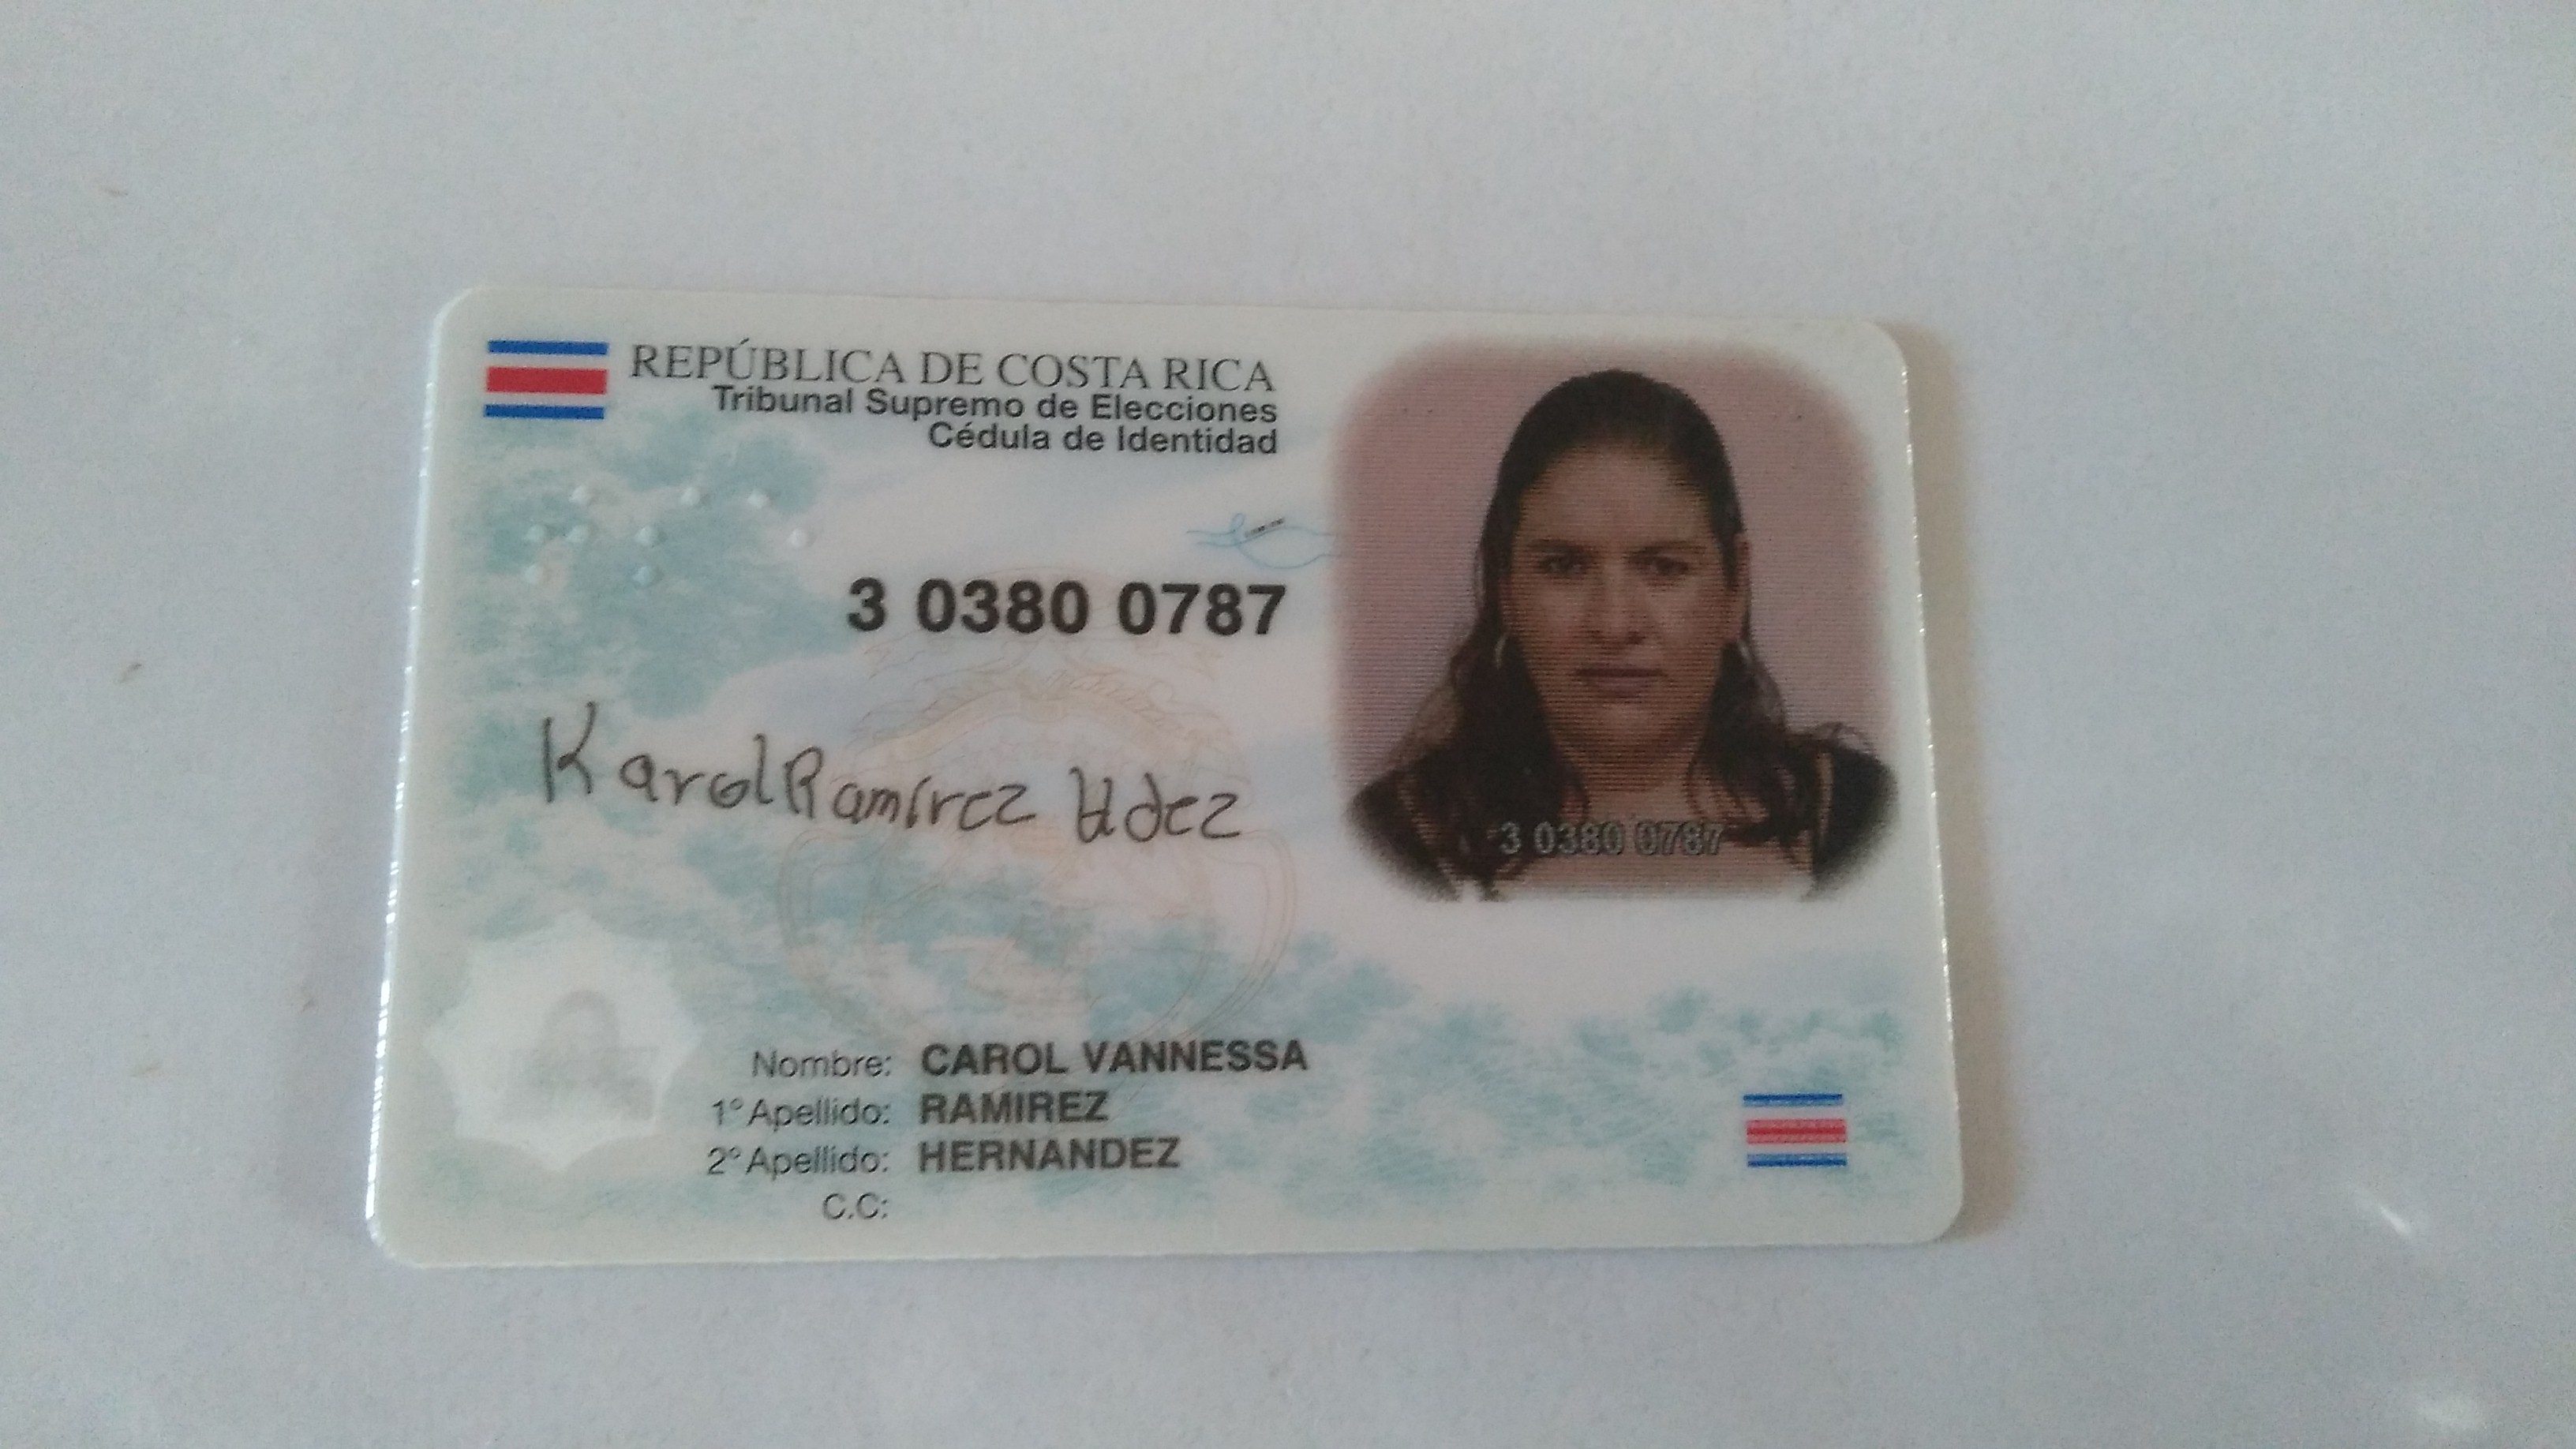 REPÚBLICA DE COSTA RICA
Tribunal Supremo de Elecciones
Cédula de Identidad
3 0380 0787
Karol Ramírez Hdez
3 0380 0787
Nombre: CAROL VANNESSA
1° Apellido: RAMIREZ
2° Apellido: HERNANDEZ
C.C: